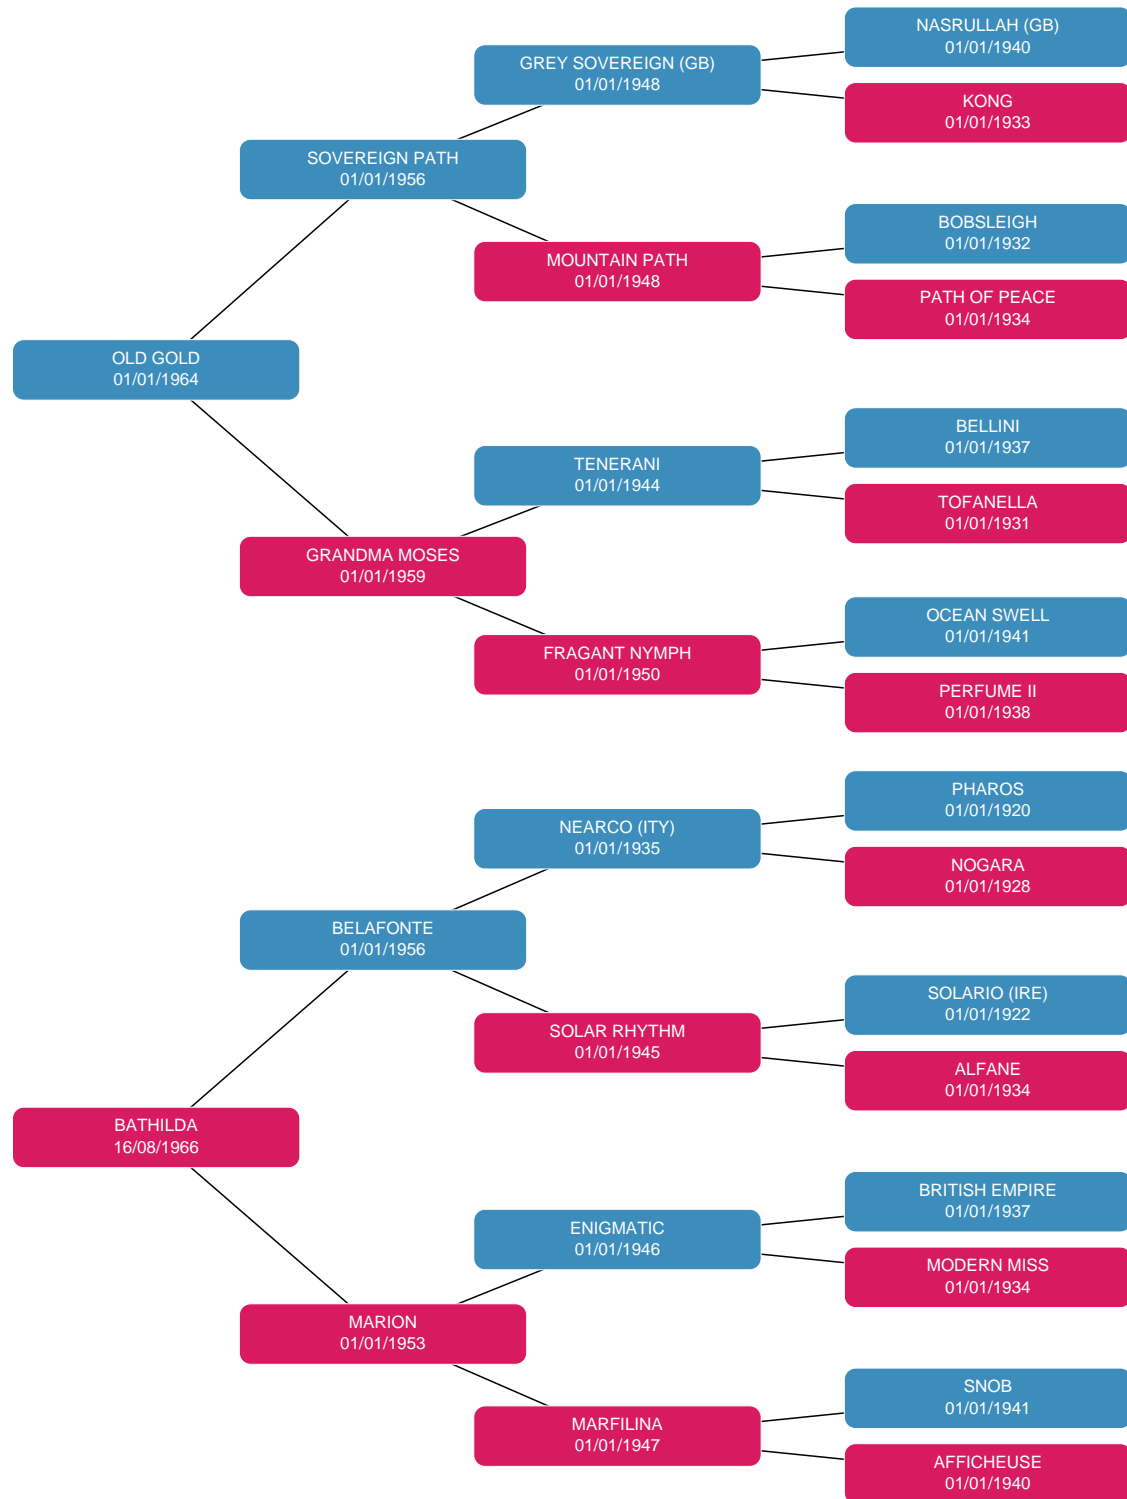 NASRULLAH (GB)
01/01/1940
GREY SOVEREIGN (GB)
01/01/1948
KONG
01/01/1933
SOVEREIGN PATH
01/01/1956
BOBSLEIGH
01/01/1932
MOUNTAIN PATH
01/01/1948
PATH OF PEACE
01/01/1934
OLD GOLD
01/01/1964
BELLINI
01/01/1937
TENERANI
01/01/1944
TOFANELLA
01/01/1931
GRANDMA MOSES
01/01/1959
OCEAN SWELL
01/01/1941
FRAGANT NYMPH
01/01/1950
PERFUME II
01/01/1938
PHAROS
01/01/1920
NEARCO (ITY)
01/01/1935
NOGARA
01/01/1928
BELAFONTE
01/01/1956
SOLARIO (IRE)
01/01/1922
SOLAR RHYTHM
01/01/1945
ALFANE
01/01/1934
BATHILDA
16/08/1966
BRITISH EMPIRE
01/01/1937
ENIGMATIC
01/01/1946
MODERN MISS
01/01/1934
MARION
01/01/1953
SNOB
01/01/1941
MARFILINA
01/01/1947
AFFICHEUSE
01/01/1940